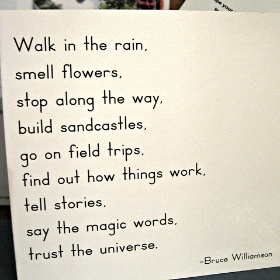 Walk in the rain,
smell flowers,
stop along the way,
build sandcastles,
go on field trips,
find out how things work,
tell stories,
say the magic words,
trust the universe.
-Bruce Williamson